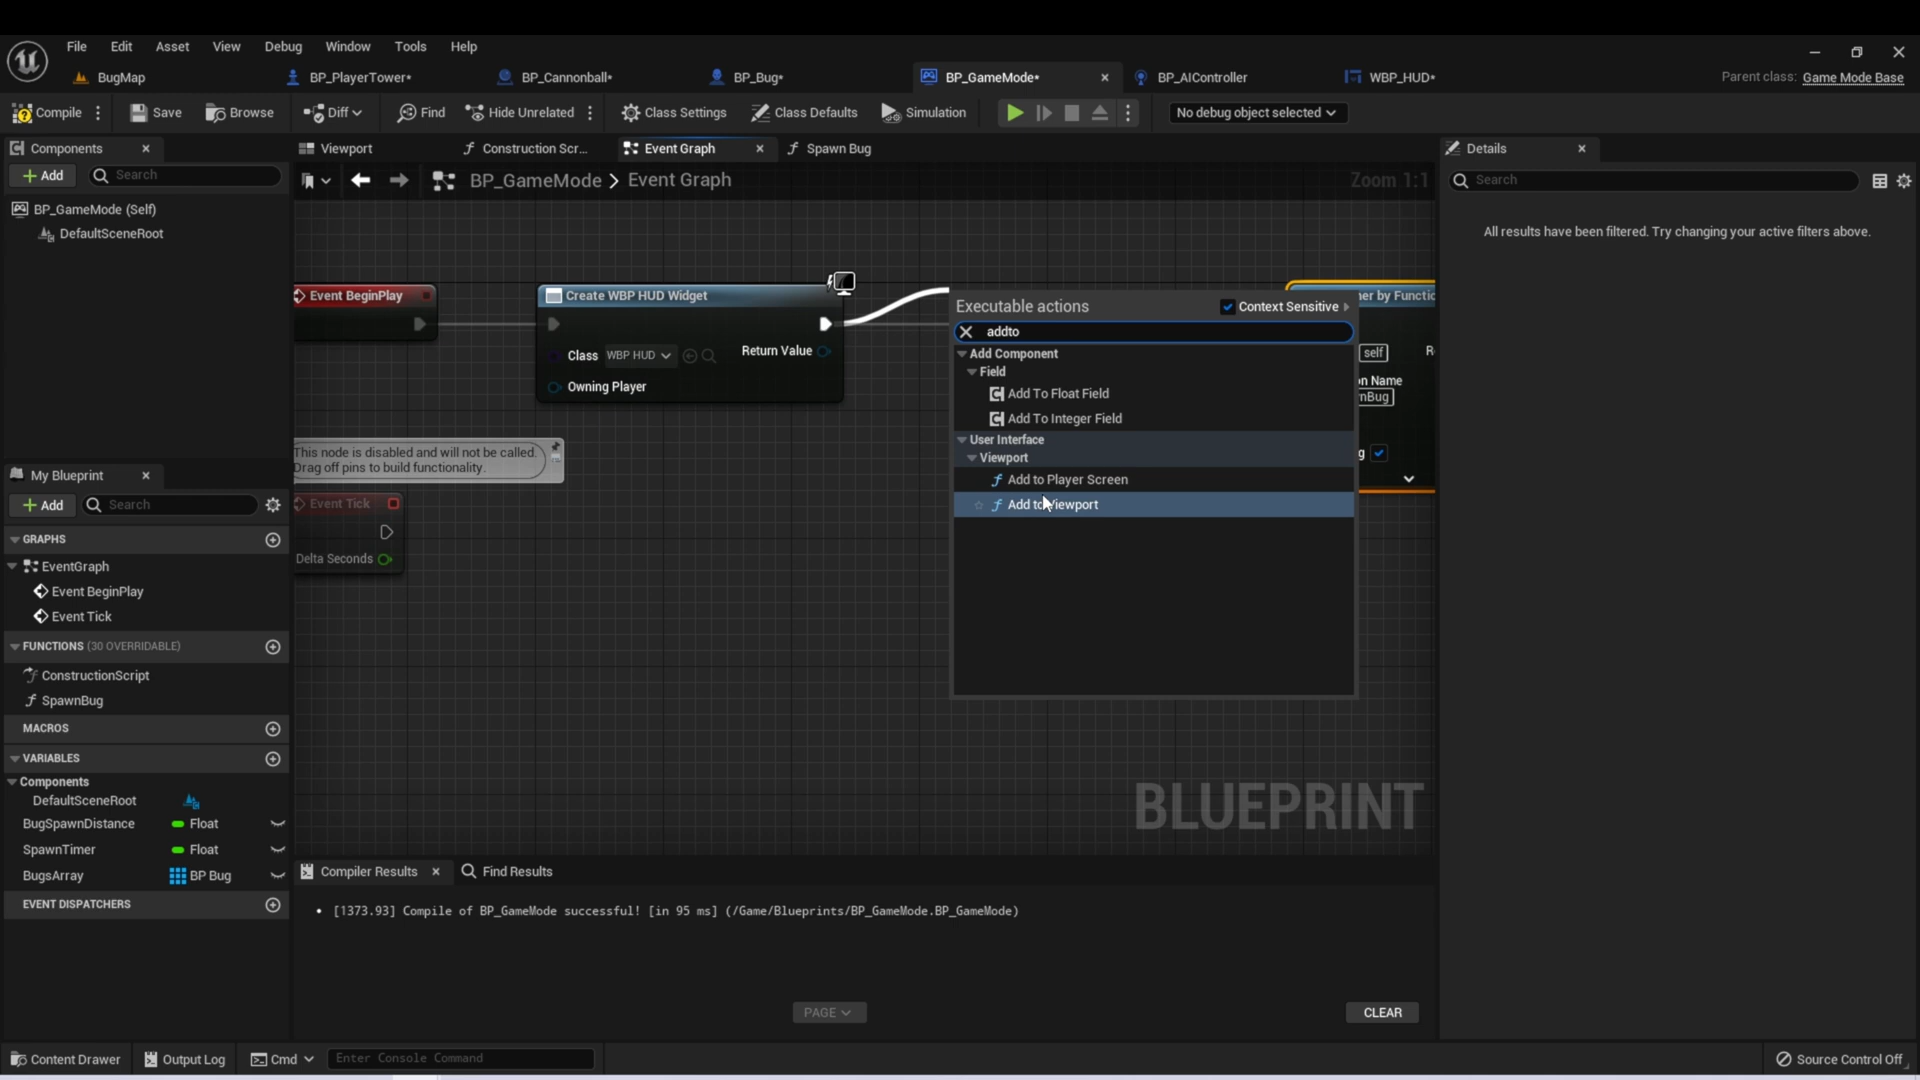 File Edit Asset View Debug Window Tools Help
BugMap BP_PlayerTower* BP_Cannonball* BP_Bug* BP_GameMode* BP_AIController WBP_HUD* Parent class: Game Mode Base
Compile Save Browse Diff Find Hide Unrelated Class Settings Class Defaults Simulation No debug object selected
Components Viewport Construction Scr... Event Graph Spawn Bug Details
Add Search BP_GameMode > Event Graph Zoom 1:1 Search
BP_GameMode (Self)
DefaultSceneRoot
All results have been filtered. Try changing your active filters above.
Event BeginPlay
Create WBP HUD Widget
Class WBP HUD Return Value
Owning Player
Executable actions Context Sensitive
addto
Add Component
Field
Add To Float Field
Add To Integer Field
User Interface
Viewport
Add to Player Screen
Add to Viewport
ner by Functio
self R
on Name
nBug
g
This node is disabled and will not be called.
Drag off pins to build functionality.
Event Tick
Delta Seconds
BLUEPRINT
My Blueprint
Add Search
GRAPHS
EventGraph
Event BeginPlay
Event Tick
FUNCTIONS (30 OVERRIDABLE)
ConstructionScript
SpawnBug
MACROS
VARIABLES
Components
DefaultSceneRoot
BugSpawnDistance Float
SpawnTimer Float
BugsArray BP Bug
EVENT DISPATCHERS
Compiler Results Find Results
• [1373.93] Compile of BP_GameMode successful! [in 95 ms] (/Game/Blueprints/BP_GameMode.BP_GameMode)
PAGE CLEAR
Content Drawer Output Log Cmd Enter Console Command Source Control Off